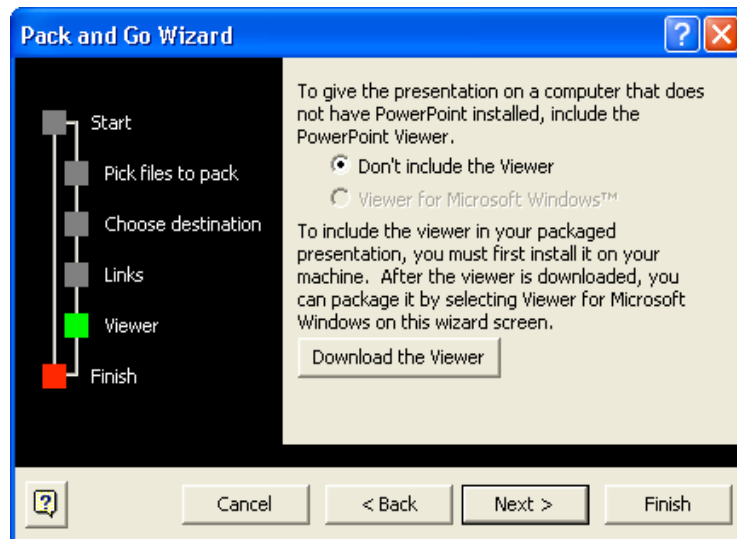 Pack and Go Wizard
Start
Pick files to pack
Choose destination
Links
Viewer
Finish
To give the presentation on a computer that does
not have PowerPoint installed, include the
PowerPoint Viewer.
Don't include the Viewer
Viewer for Microsoft Windows™
To include the viewer in your packaged
presentation, you must first install it on your
machine. After the viewer is downloaded, you
can package it by selecting Viewer for Microsoft
Windows on this wizard screen.
Download the Viewer
Cancel
< Back
Next >
Finish